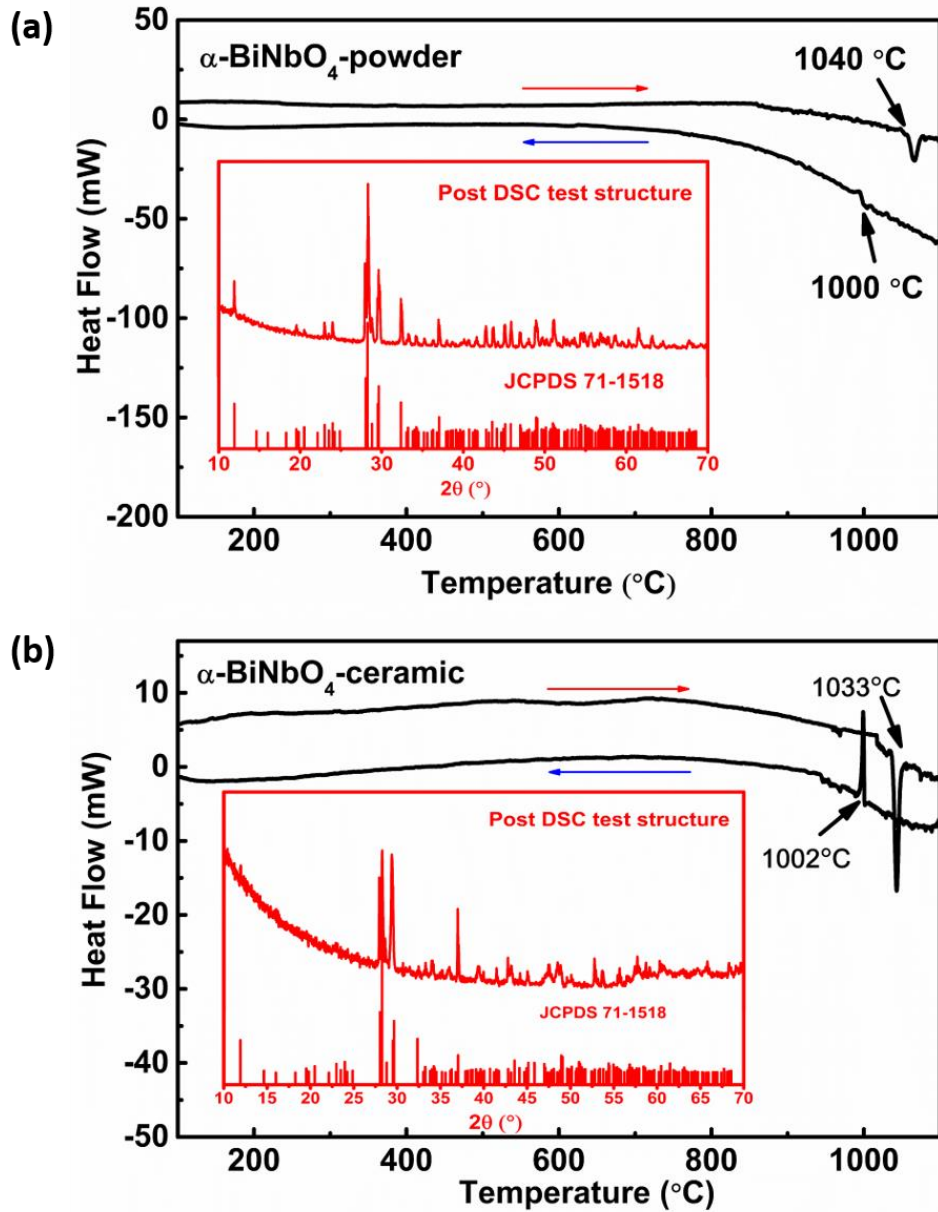 (a)
50
0
-50
-100
-150
-200
Heat Flow (mW)
α-BiNbO₄-powder
1040 °C
1000 °C
Post DSC test structure
JCPDS 71-1518
10 20 30 40 50 60 70
2θ (°)
200 400 600 800 1000
Temperature (°C)
(b)
10
0
-10
-20
-30
-40
-50
Heat Flow (mW)
α-BiNbO₄-ceramic
1033°C
1002°C
Post DSC test structure
JCPDS 71-1518
10 15 20 25 30 35 40 45 50 55 60 65 70
2θ (°)
200 400 600 800 1000
Temperature (°C)